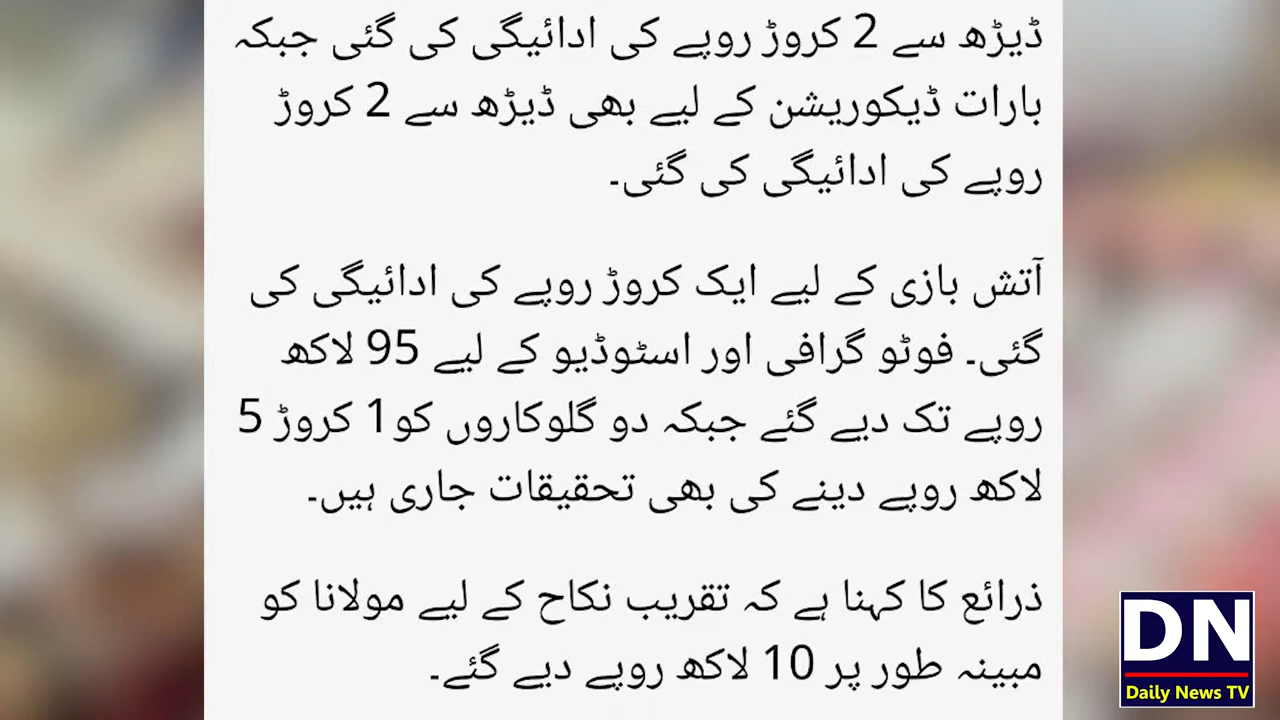 ڈیڑھ سے 2 کروڑ روپے کی ادائیگی کی گئی جبکہ
بارات ڈیکوریشن کے لیے بھی ڈیڑھ سے 2 کروڑ
روپے کی ادائیگی کی گئی۔
آتش بازی کے لیے ایک کروڑ روپے کی ادائیگی کی
گئی۔ فوٹو گرافی اور اسٹوڈیو کے لیے 95 لاکھ
روپے تک دیے گئے جبکہ دو گلوکاروں کو1 کروڑ 5
لاکھ روپے دینے کی بھی تحقیقات جاری ہیں۔
ذرائع کا کہنا ہے کہ تقریب نکاح کے لیے مولانا کو
مبینہ طور پر 10 لاکھ روپے دیے گئے۔
DN
Daily News TV